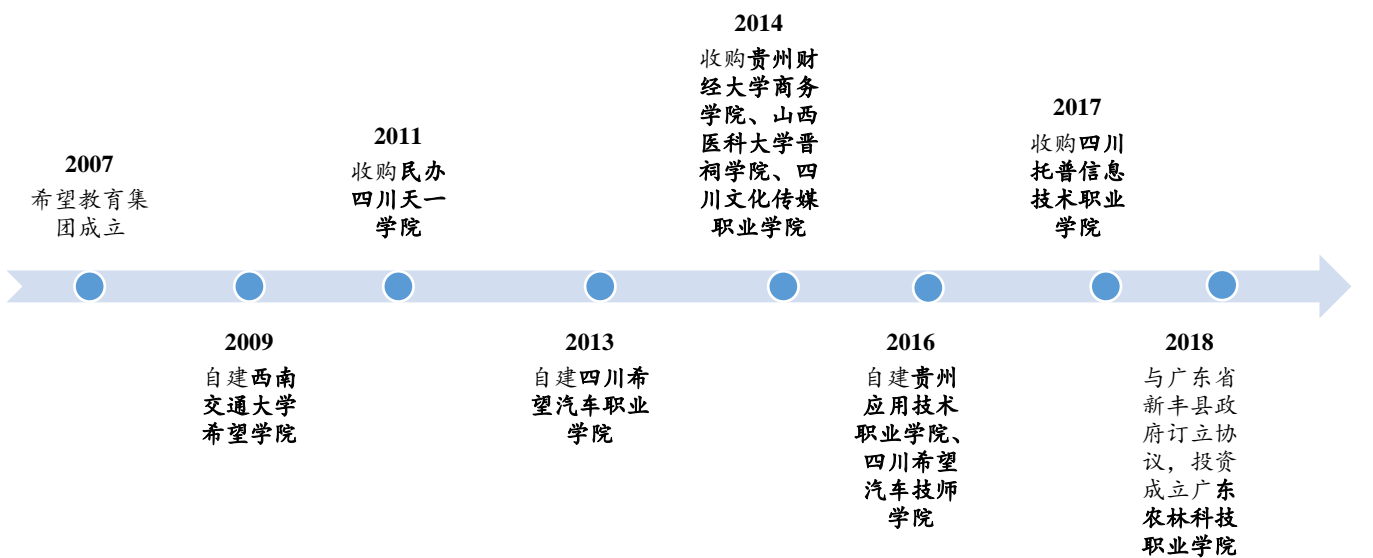 2007
希望教育集
团成立
2009
自建西南
交通大学
希望学院
2011
收购民办
四川天一
学院
2013
自建四川希
望汽车职业
学院
2014
收购贵州财
经大学商务
学院、山西
医科大学晋
祠学院、四
川文化传媒
职业学院
2016
自建贵州
应用技术
职业学院、
四川希望
汽车技师
学院
2017
收购四川
托普信息
技术职业
学院
2018
与广东省
新丰县政
府订立协
议，投资
成立广东
农林科技
职业学院